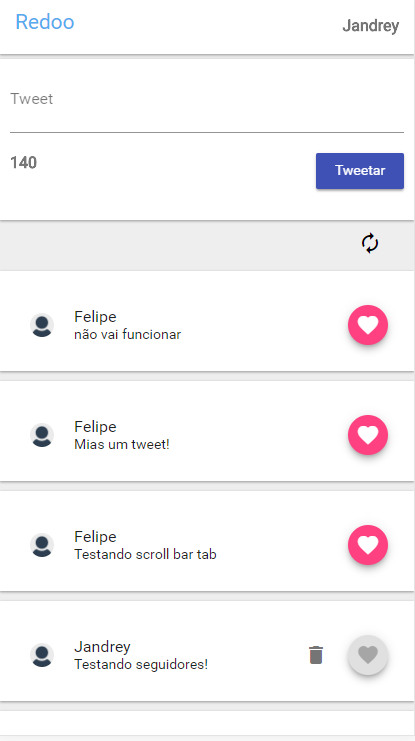 Redoo
Jandrey
Tweet
140
Tweetar
Felipe
não vai funcionar
Felipe
Mias um tweet!
Felipe
Testando scroll bar tab
Jandrey
Testando seguidores!